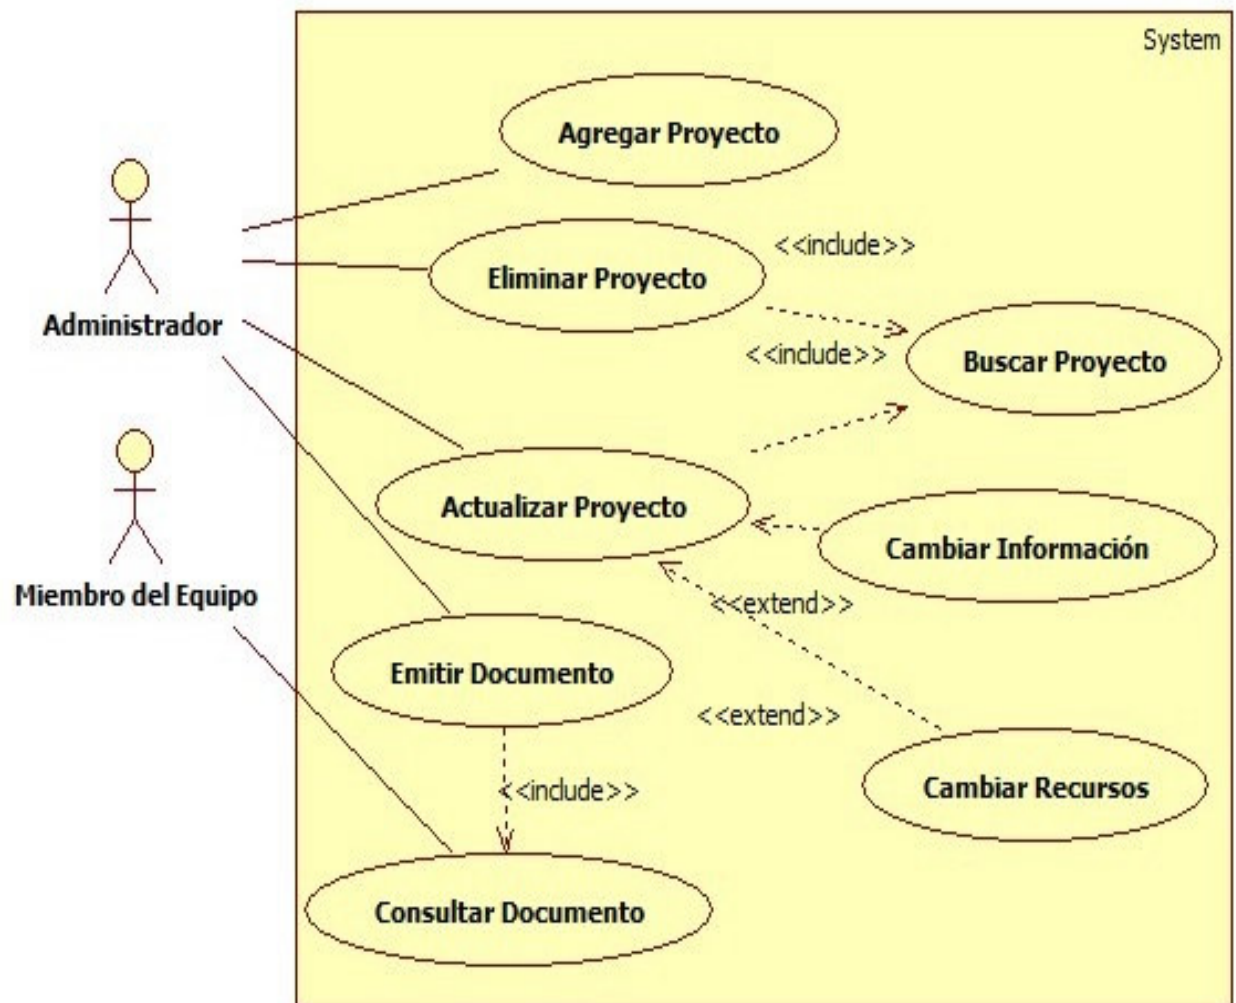 System
Agregar Proyecto
<<include>>
Eliminar Proyecto
Administrador
<<include>>
Buscar Proyecto
Actualizar Proyecto
Cambiar Información
Miembro del Equipo
<<extend>>
Emitir Documento
<<extend>>
Cambiar Recursos
<<include>>
Consultar Documento